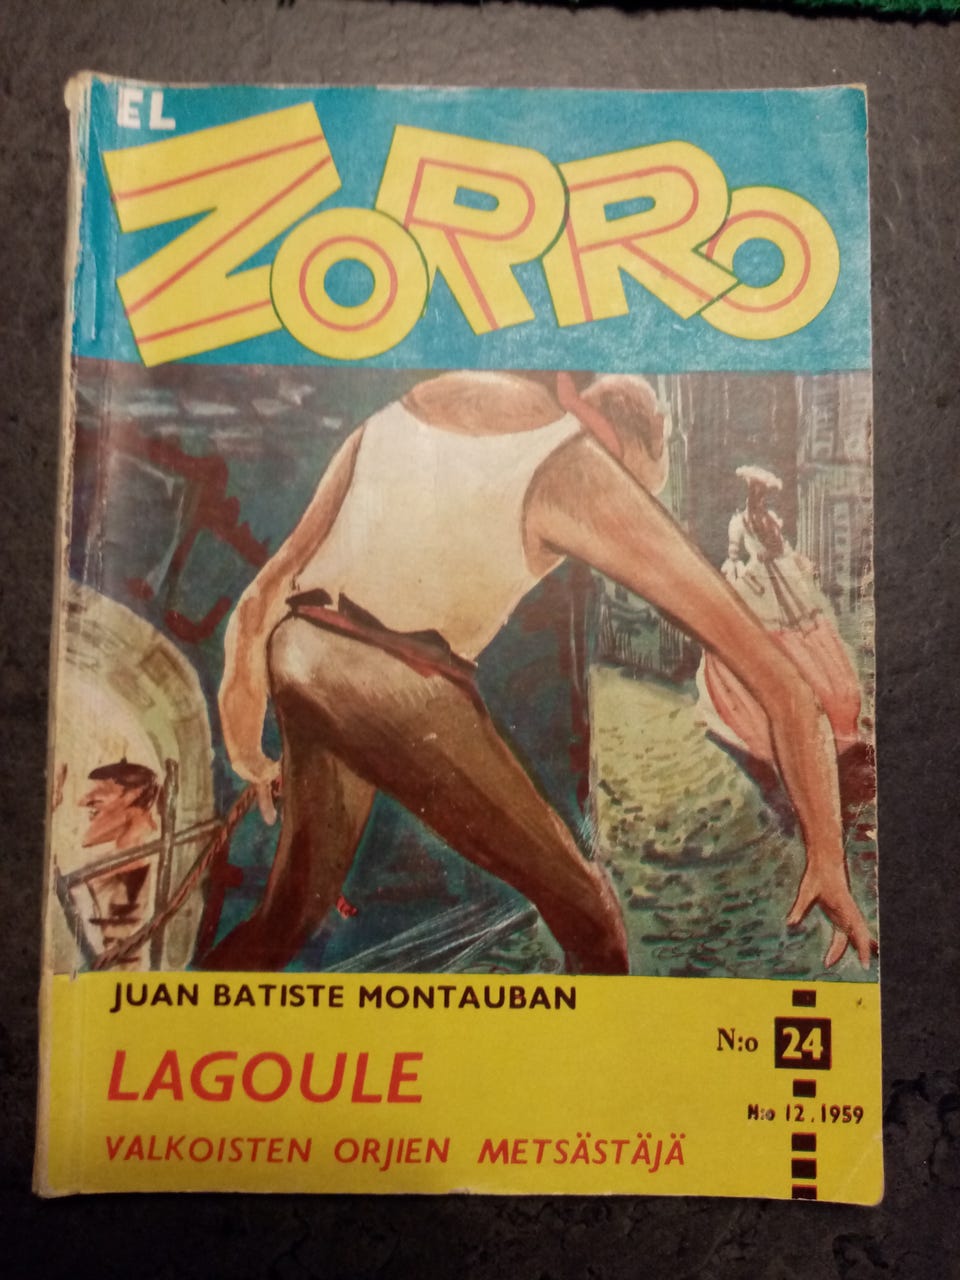 EL
ZORRO
JUAN BATISTE MONTAUBAN
N:o 24
LAGOULE
N:o 12.1959
VALKOISTEN ORJIEN METSÄSTÄJÄ